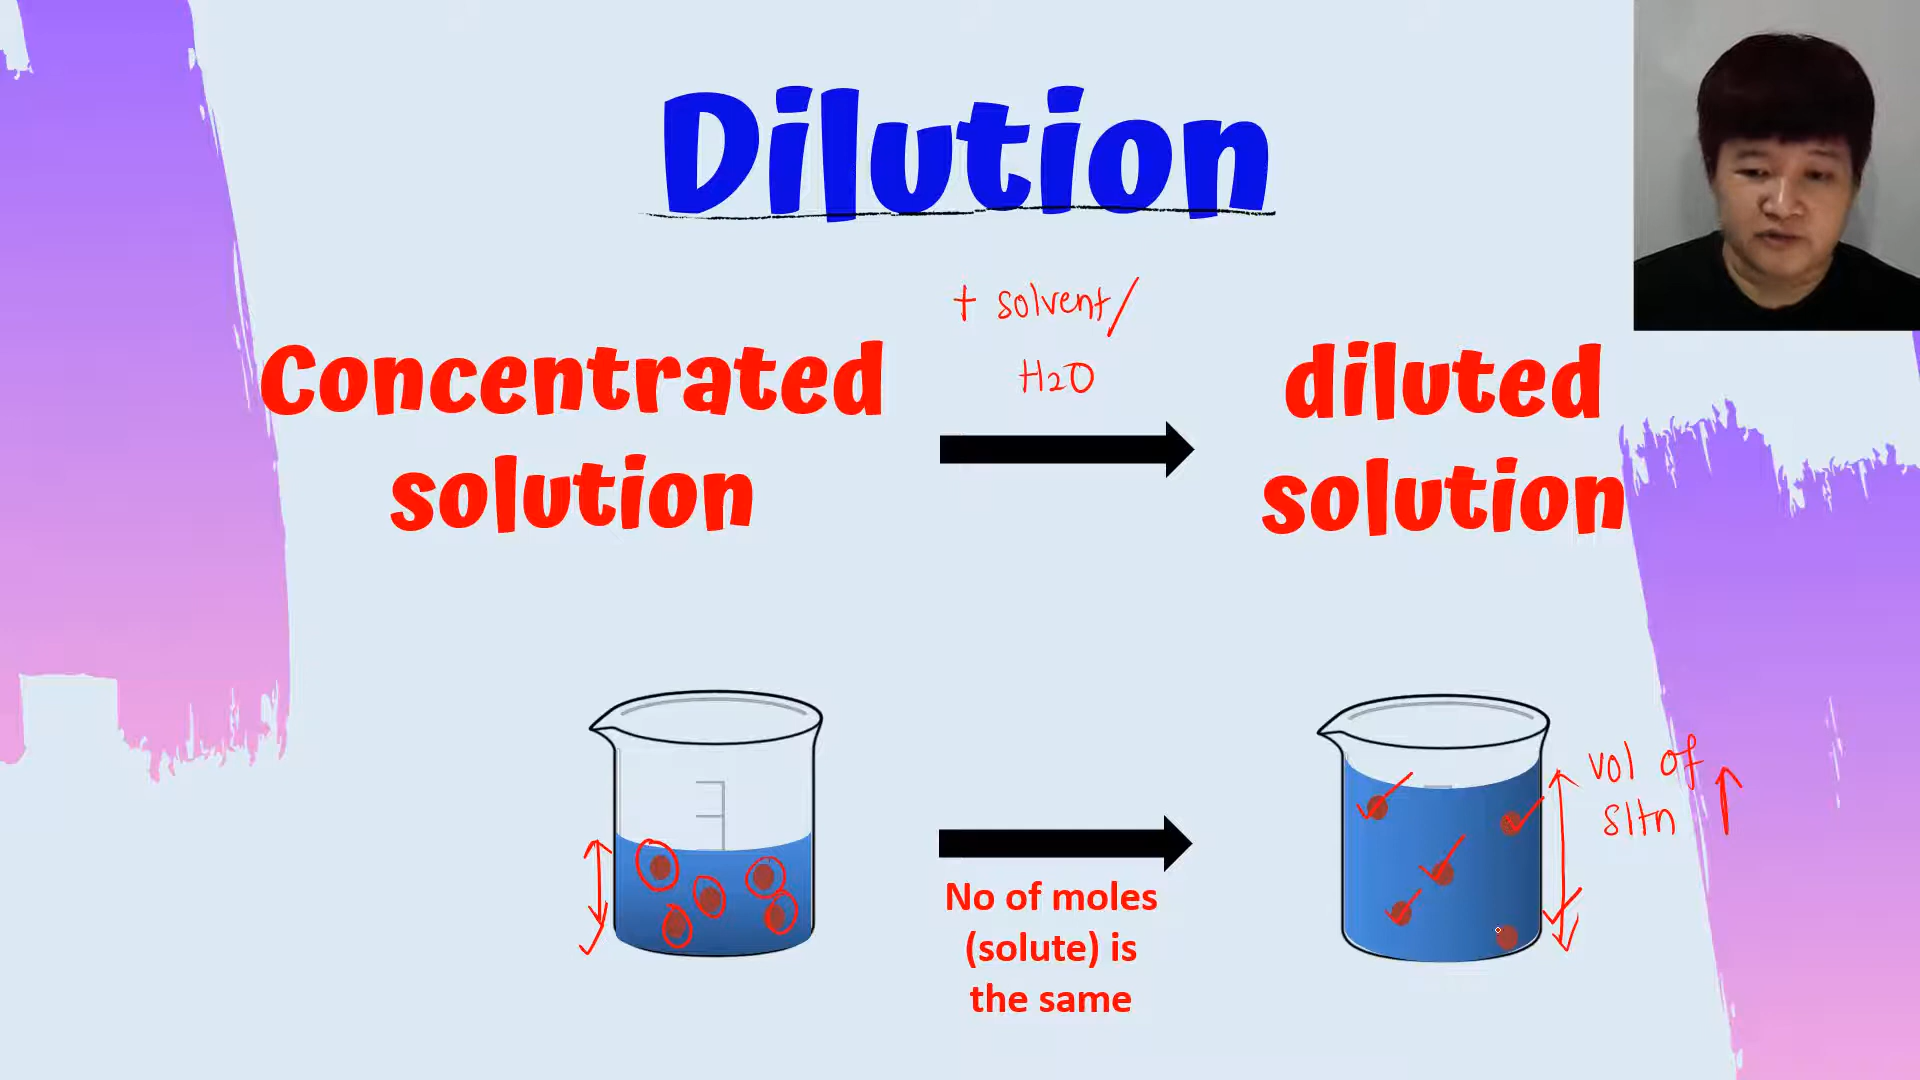 Dilution
+ solvent/
H2O
Concentrated
solution
diluted
solution
vol of
sltn ↑
No of moles
(solute) is
the same